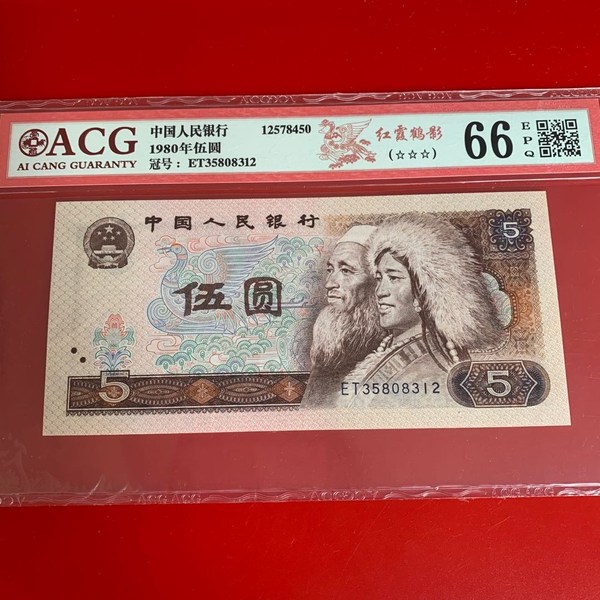 ACG
AI CANG GUARANTY
中国人民银行 12578450
1980年伍圆
冠号：ET35808312
红霞鹤影
(☆☆☆)
66
EPQ
中国人民银行
5
伍圆
5
ET35808312
5